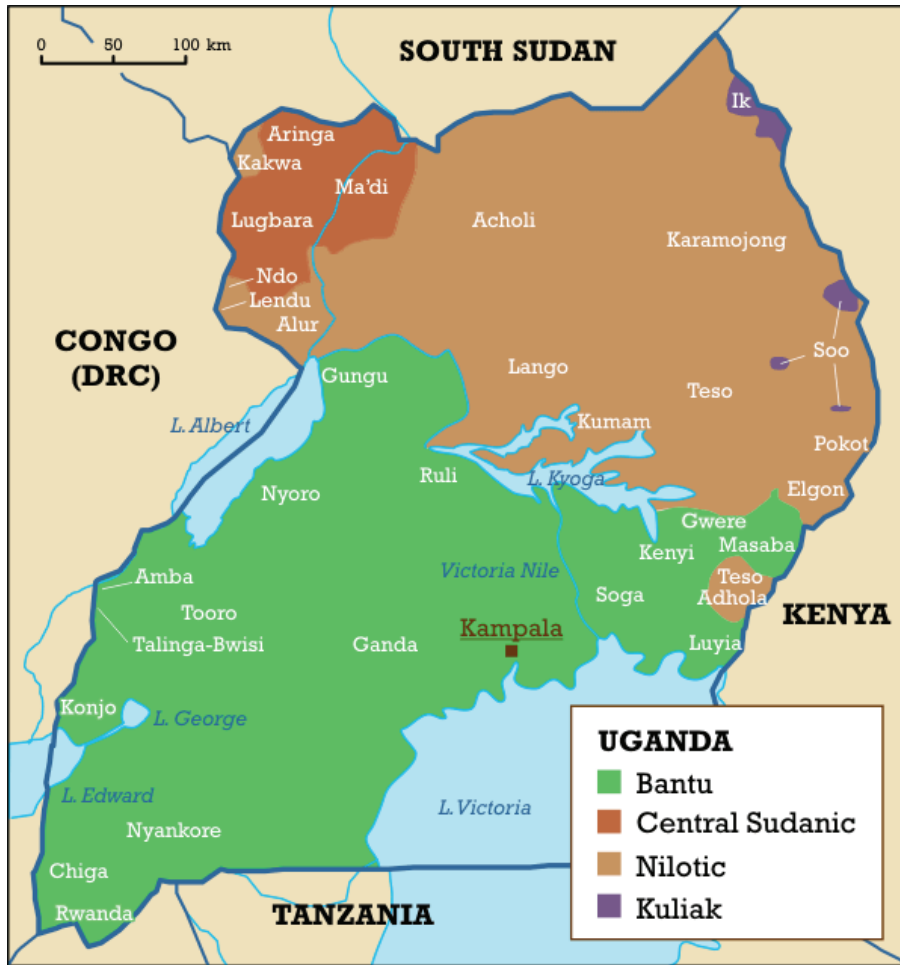 0 50 100 km
SOUTH SUDAN
Ik
Aringa
Kakwa
Ma'di
Lugbara
Acholi
Karamojong
Ndo
Lendu
Alur
CONGO
(DRC)
Soo
Lango
Gungu
Teso
L. Albert
Kumam
Pokot
Ruli
L. Kyoga
Nyoro
Elgon
Gwere
Masaba
Kenyi
Victoria Nile
Amba
Teso
Adhola
Soga
Tooro
KENYA
Kampala
Talinga-Bwisi
Ganda
Luyia
Konjo
L. George
L. Edward
L. Victoria
Nyankore
Chiga
Rwanda
TANZANIA
UGANDA
Bantu
Central Sudanic
Nilotic
Kuliak